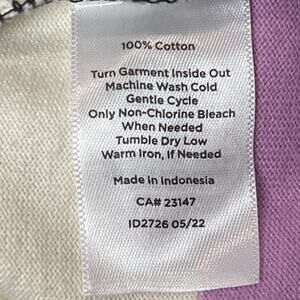 100% Cotton
Turn Garment Inside Out
Machine Wash Cold
Gentle Cycle
Only Non-Chlorine Bleach
When Needed
Tumble Dry Low
Warm Iron, If Needed
Made in Indonesia
CA# 23147
ID2726 05/22